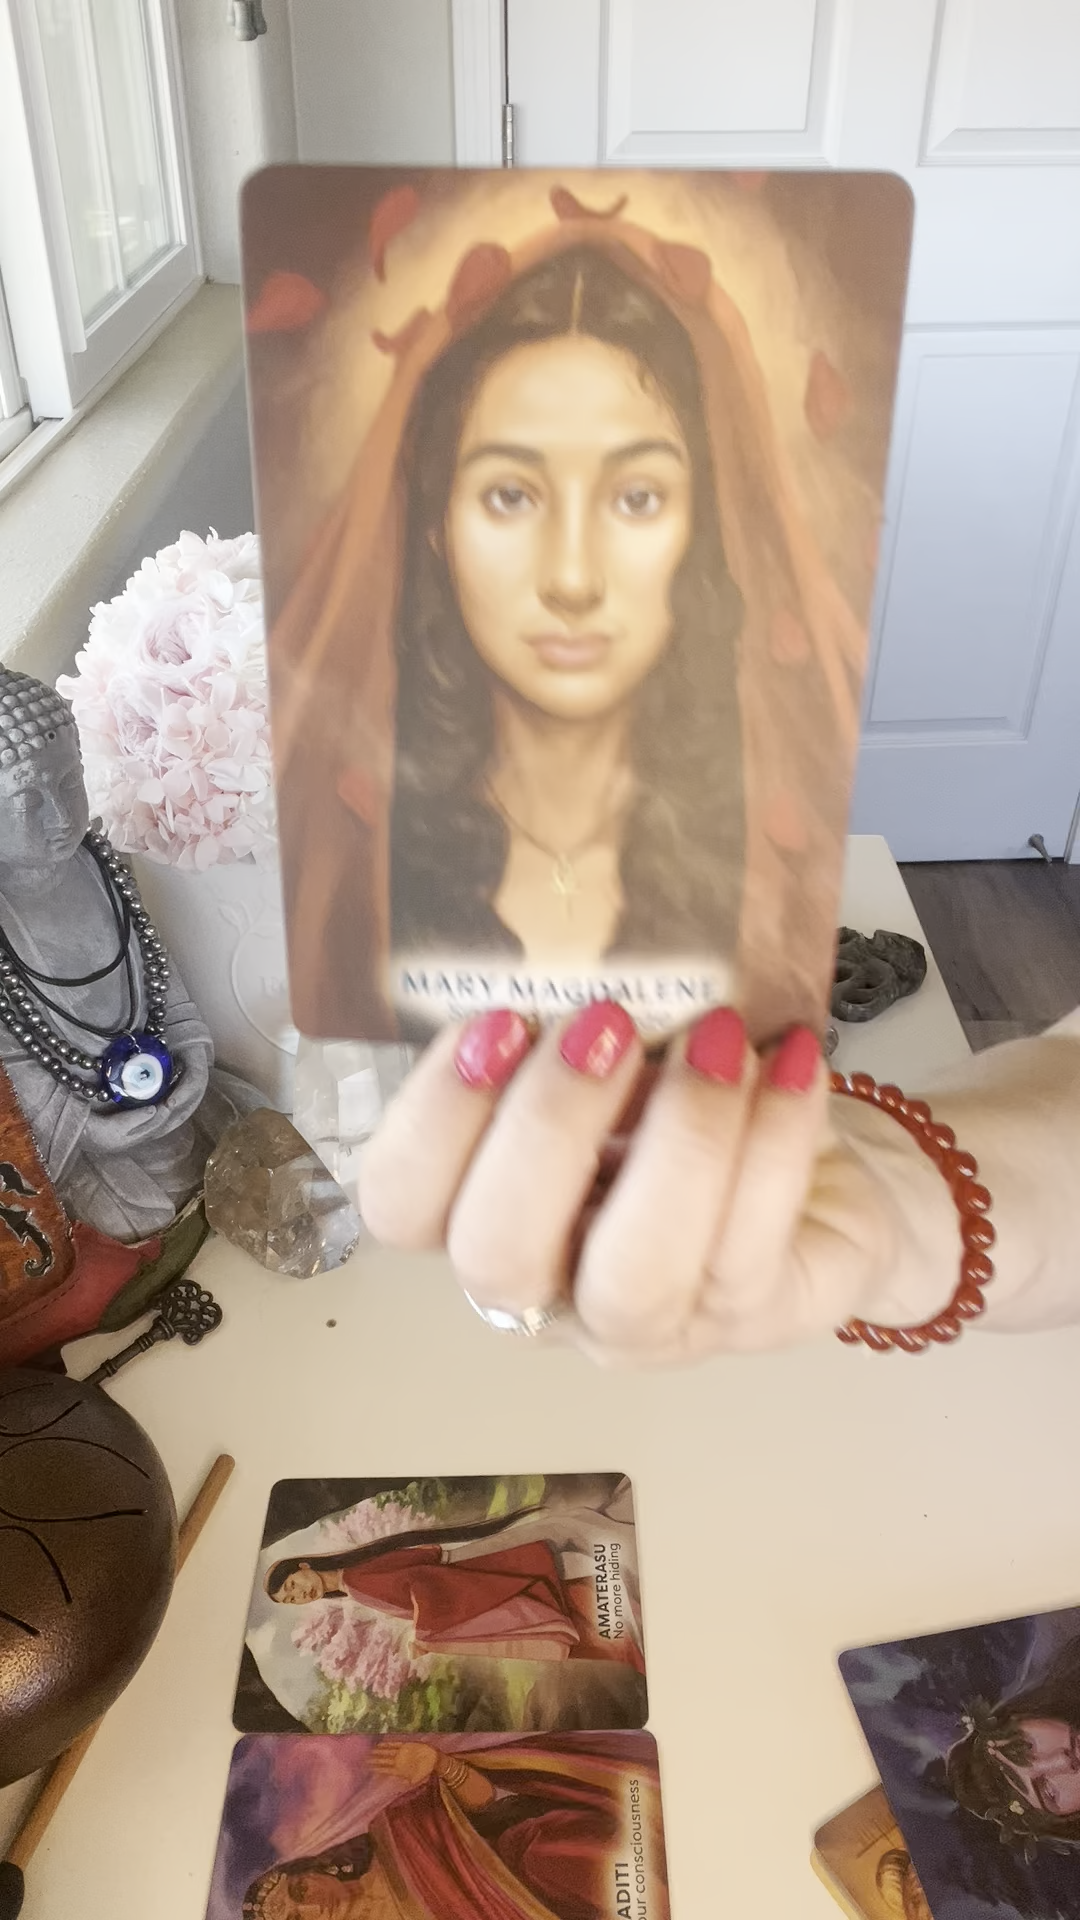 MARY MAGDALENE
AMATERASU
No more hiding
ADITI
our consciousness